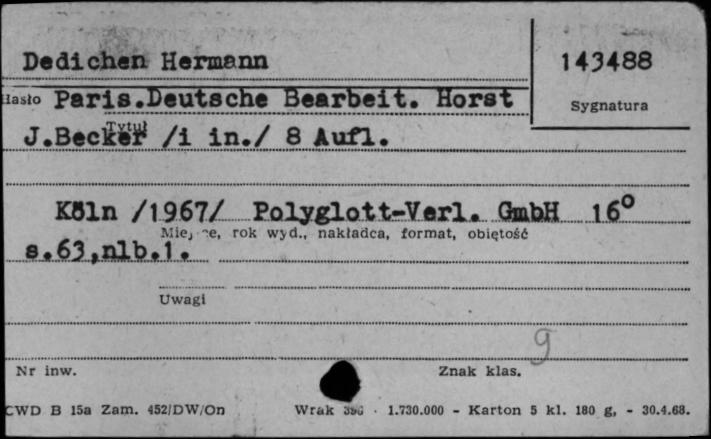 Dedichen Hermann
143488
Hasło Paris.Deutsche Bearbeit. Horst
Sygnatura
Tytuł
J.Becker /i in./ 8 Aufl.
Köln /1967/ Polyglott-Verl. GmbH 16°
Miejsce, rok wyd., nakładca, format, objętość
s.63,nlb.1.
Uwagi
9
Nr inw.
Znak klas.
CWD B 15a Zam. 452/DW/On Wrak · 1.730.000 - Karton 5 kl. 180 g, - 30.4.68.